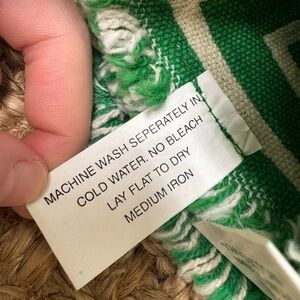 MACHINE WASH SEPERATELY IN
COLD WATER. NO BLEACH
LAY FLAT TO DRY
MEDIUM IRON